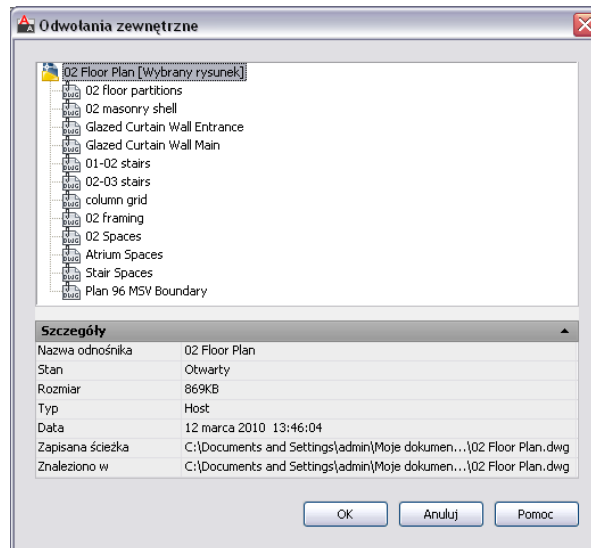 Odwołania zewnętrzne
02 Floor Plan [Wybrany rysunek]
02 floor partitions
02 masonry shell
Glazed Curtain Wall Entrance
Glazed Curtain Wall Main
01-02 stairs
02-03 stairs
column grid
02 framing
02 Spaces
Atrium Spaces
Stair Spaces
Plan 96 MSV Boundary
Szczegóły
Nazwa odnośnika 02 Floor Plan
Stan Otwarty
Rozmiar 869KB
Typ Host
Data 12 marca 2010 13:46:04
Zapisana ścieżka C:\Documents and Settings\admin\Moje dokumen...\02 Floor Plan.dwg
Znaleziono w C:\Documents and Settings\admin\Moje dokumen...\02 Floor Plan.dwg
OK Anuluj Pomoc